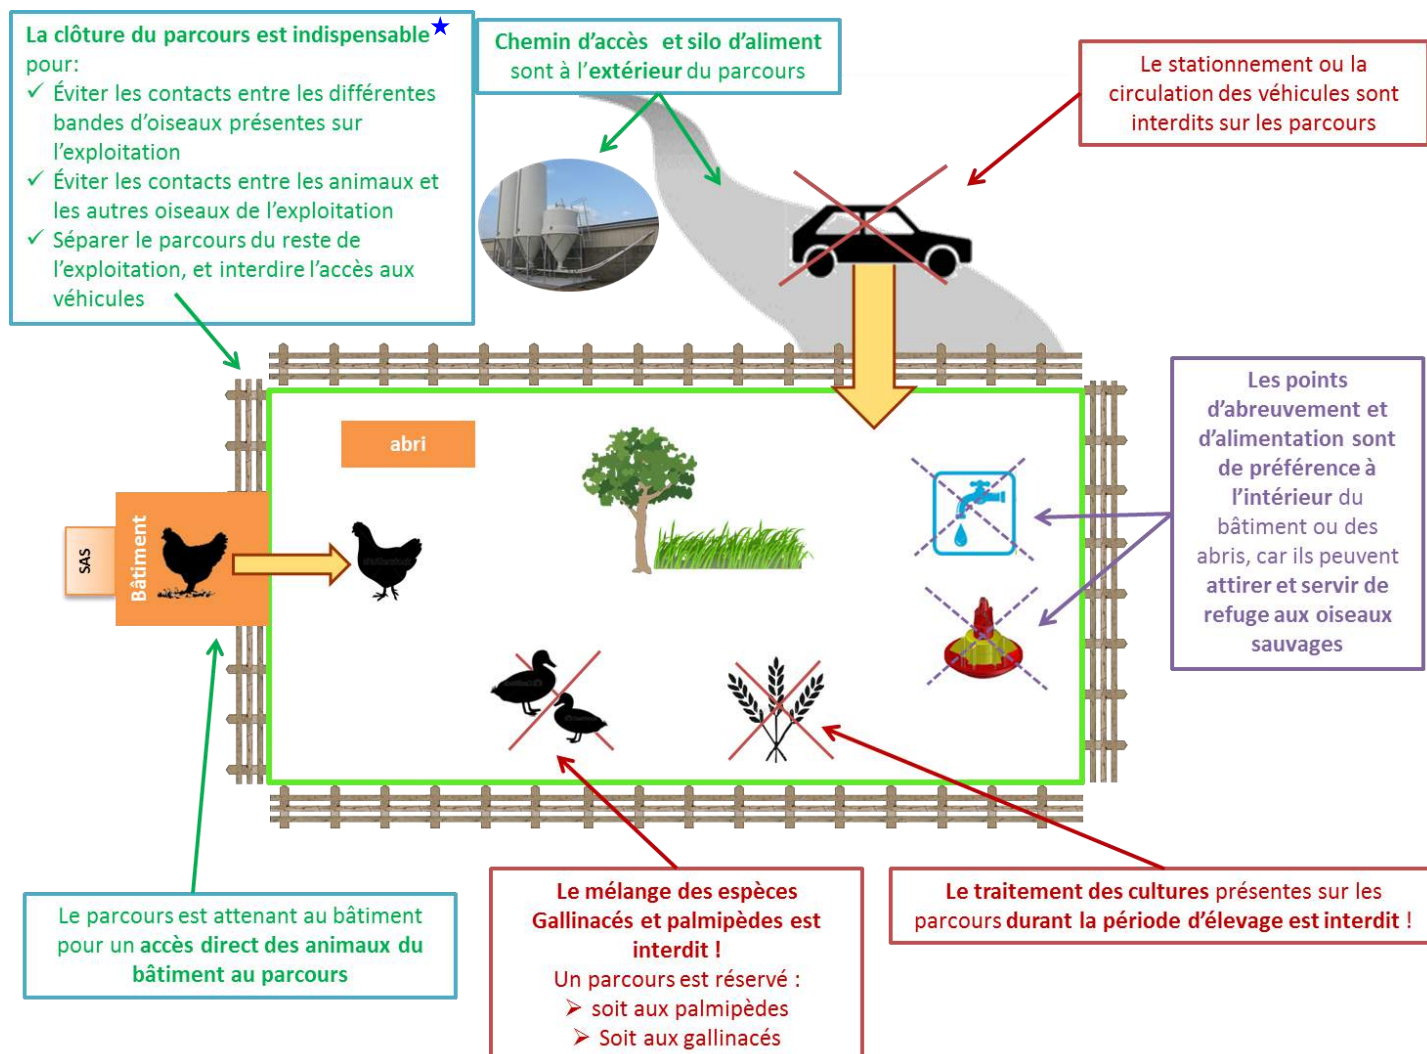 La clôture du parcours est indispensable★
pour:
✓ Éviter les contacts entre les différentes
bandes d'oiseaux présentes sur
l'exploitation
✓ Éviter les contacts entre les animaux et
les autres oiseaux de l'exploitation
✓ Séparer le parcours du reste de
l'exploitation, et interdire l'accès aux
véhicules
Chemin d'accès et silo d'aliment
sont à l'extérieur du parcours
Le stationnement ou la
circulation des véhicules sont
interdits sur les parcours
abri
SAS
Bâtiment
Les points
d'abreuvement et
d'alimentation sont
de préférence à
l'intérieur du
bâtiment ou des
abris, car ils peuvent
attirer et servir de
refuge aux oiseaux
sauvages
Le parcours est attenant au bâtiment
pour un accès direct des animaux du
bâtiment au parcours
Le mélange des espèces
Gallinacés et palmipèdes est
interdit !
Un parcours est réservé :
➢ soit aux palmipèdes
➢ Soit aux gallinacés
Le traitement des cultures présentes sur les
parcours durant la période d'élevage est interdit !